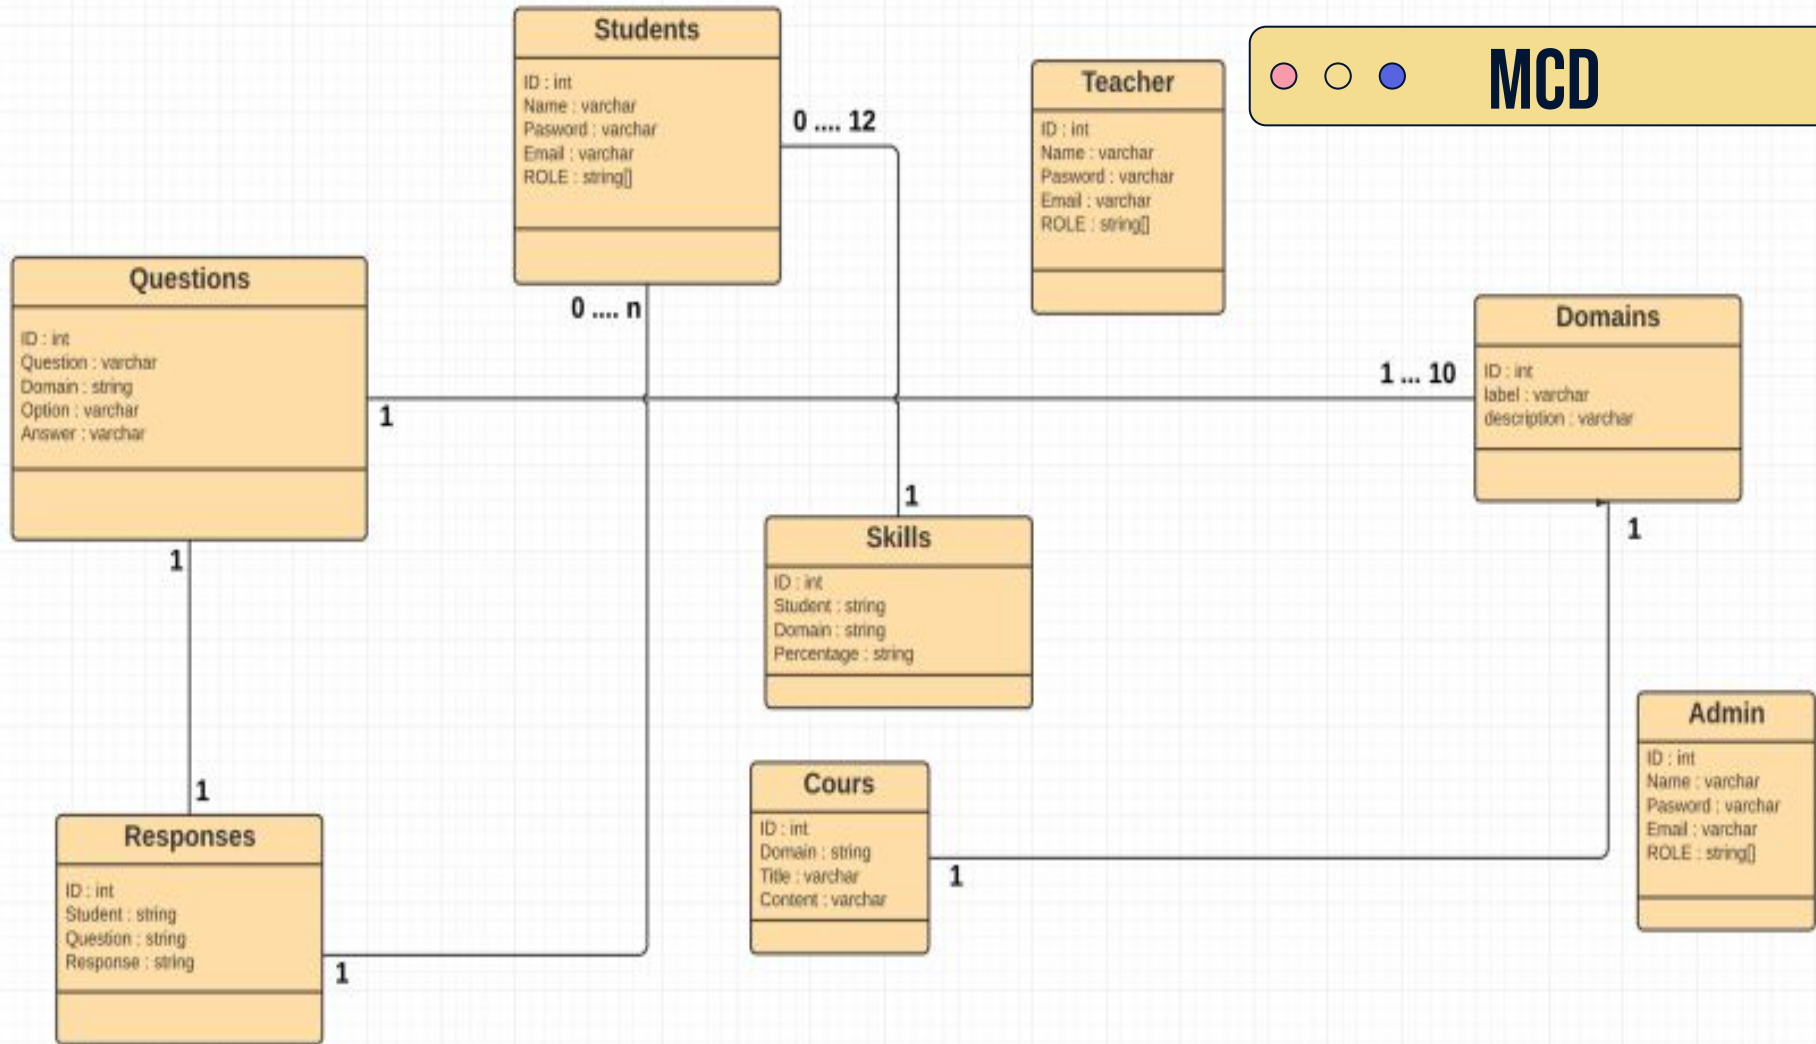 MCD
Students
ID : int
Name : varchar
Pasword : varchar
Email : varchar
ROLE : string[]
0 .... 12
0 .... n
Teacher
ID : int
Name : varchar
Pasword : varchar
Email : varchar
ROLE : string[]
Questions
ID : int
Question : varchar
Domain : string
Option : varchar
Answer : varchar
1
1
Domains
ID : int
label : varchar
description : varchar
1 ... 10
1
1
Skills
ID : int
Student : string
Domain : string
Percentage : string
Cours
ID : int
Domain : string
Title : varchar
Content : varchar
1
Admin
ID : int
Name : varchar
Pasword : varchar
Email : varchar
ROLE : string[]
1
Responses
ID : int
Student : string
Question : string
Response : string
1